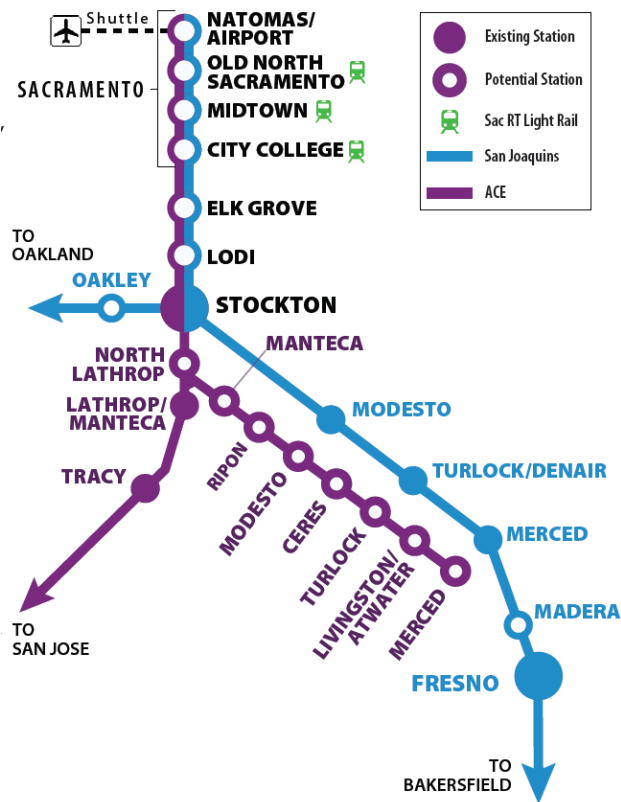 Shuttle
NATOMAS/
AIRPORT
OLD NORTH
SACRAMENTO
SACRAMENTO
MIDTOWN
CITY COLLEGE
ELK GROVE
LODI
TO
OAKLAND
OAKLEY
STOCKTON
NORTH
LATHROP
MANTECA
LATHROP/
MANTECA
TRACY
RIPON
MODESTO
CERES
TURLOCK
LIVINGSTON/
ATWATER
MERCED
MODESTO
TURLOCK/DENAIR
MERCED
MADERA
FRESNO
TO
SAN JOSE
TO
BAKERSFIELD
Existing Station
Potential Station
Sac RT Light Rail
San Joaquins
ACE